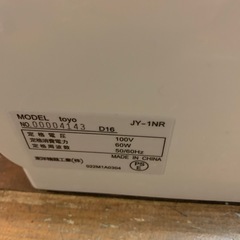 MODEL toyo JY-1NR
NO.00004143 D16
定格電圧 100V
定格消費電力 60W
定格周波数 50/60Hz
MADE IN CHINA
PS
E